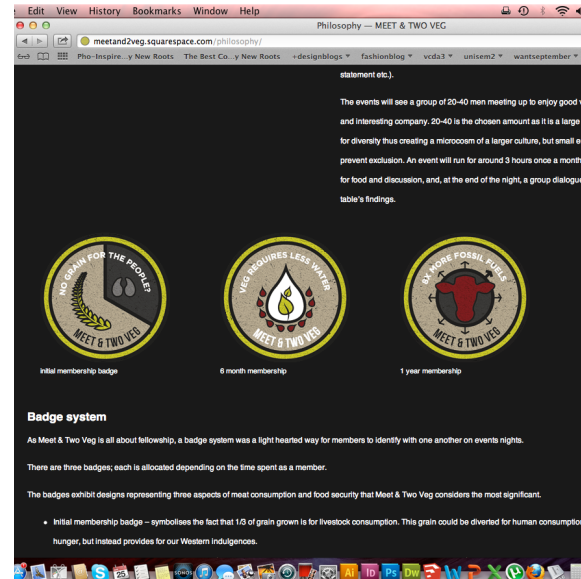 Edit View History Bookmarks Window Help
Philosophy — MEET & TWO VEG
meetand2veg.squarespace.com/philosophy/
Pho-Inspire...y New Roots The Best Co...y New Roots +designblogs fashionblog vcda3 unisem2 wantseptember
statement etc.).
The events will see a group of 20-40 men meeting up to enjoy good
and interesting company. 20-40 is the chosen amount as it is a large
for diversity thus creating a microcosm of a larger culture, but small
prevent exclusion. An event will run for around 3 hours once a month
for food and discussion, and, at the end of the night, a group dialogue
table's findings.
NO GRAIN FOR THE PEOPLE?
MEET & TWO VEG
VEG REQUIRES LESS WATER
MEET & TWO VEG
8X MORE FOSSIL FUELS
MEET & TWO VEG
initial membership badge 6 month membership 1 year membership
Badge system
As Meet & Two Veg is all about fellowship, a badge system was a light hearted way for members to identify with one another on events nights.
There are three badges; each is allocated depending on the time spent as a member.
The badges exhibit designs representing three aspects of meat consumption and food security that Meet & Two Veg considers the most significant.
• Initial membership badge – symbolises the fact that 1/3 of grain grown is for livestock consumption. This grain could be diverted for human consumption
hunger, but instead provides for our Western indulgences.
SONOS
Ai Id Ps Dw